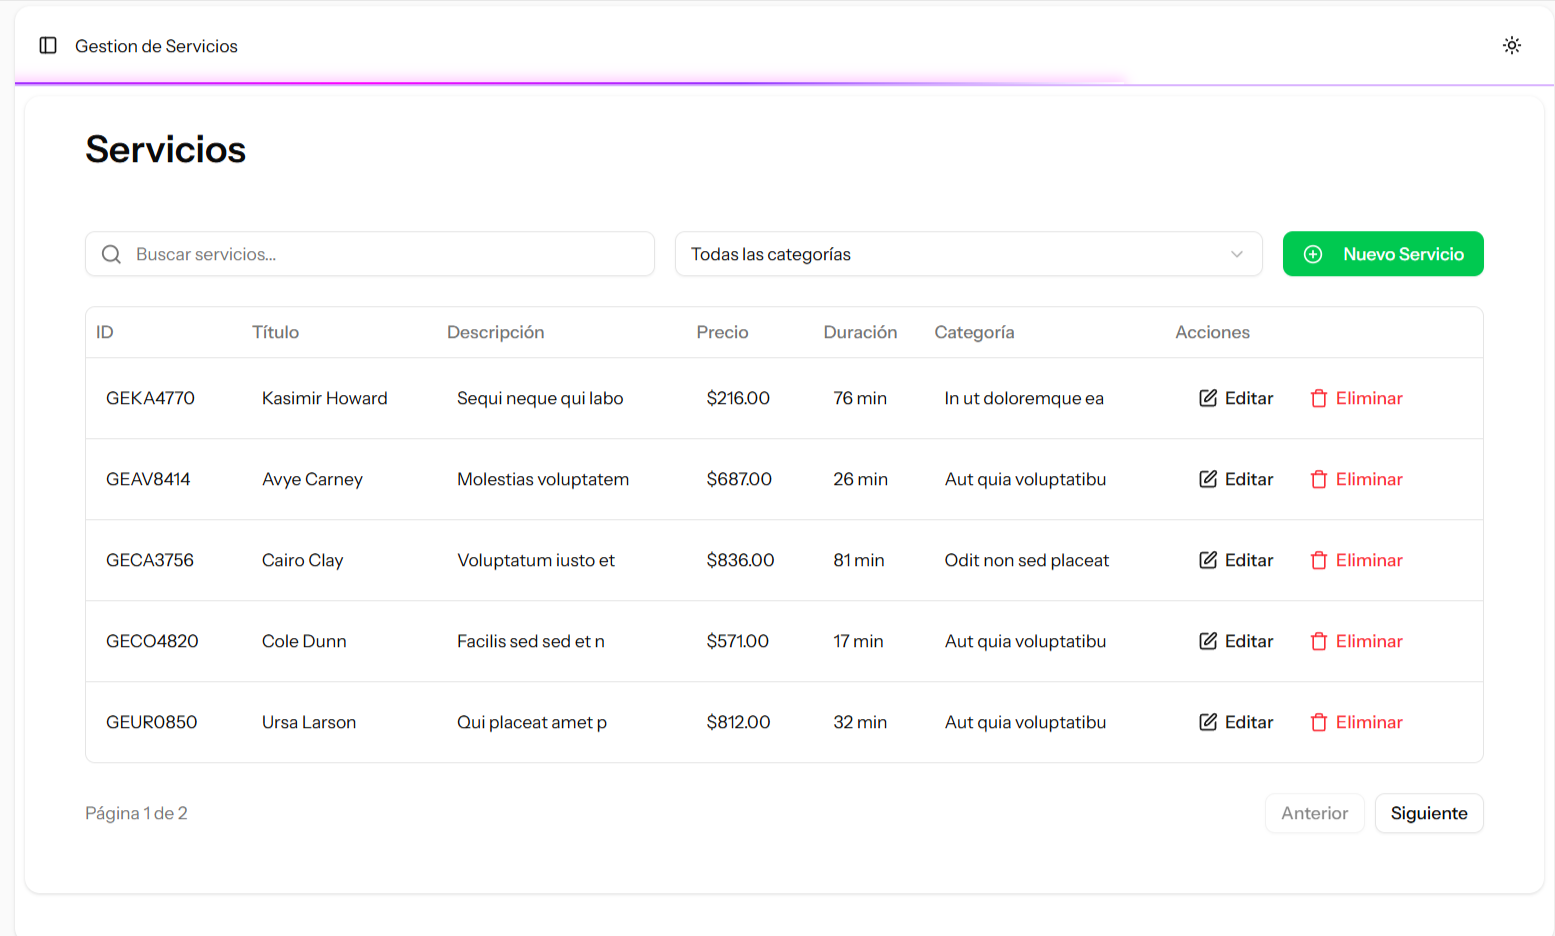 Gestion de Servicios
Servicios
Buscar servicios...
Todas las categorías
Nuevo Servicio
ID Título Descripción Precio Duración Categoría Acciones
GEKA4770 Kasimir Howard Sequi neque qui labo $216.00 76 min In ut doloremque ea Editar Eliminar
GEAV8414 Avye Carney Molestias voluptatem $687.00 26 min Aut quia voluptatibu Editar Eliminar
GECA3756 Cairo Clay Voluptatum iusto et $836.00 81 min Odit non sed placeat Editar Eliminar
GECO4820 Cole Dunn Facilis sed sed et n $571.00 17 min Aut quia voluptatibu Editar Eliminar
GEUR0850 Ursa Larson Qui placeat amet p $812.00 32 min Aut quia voluptatibu Editar Eliminar
Página 1 de 2
Anterior
Siguiente